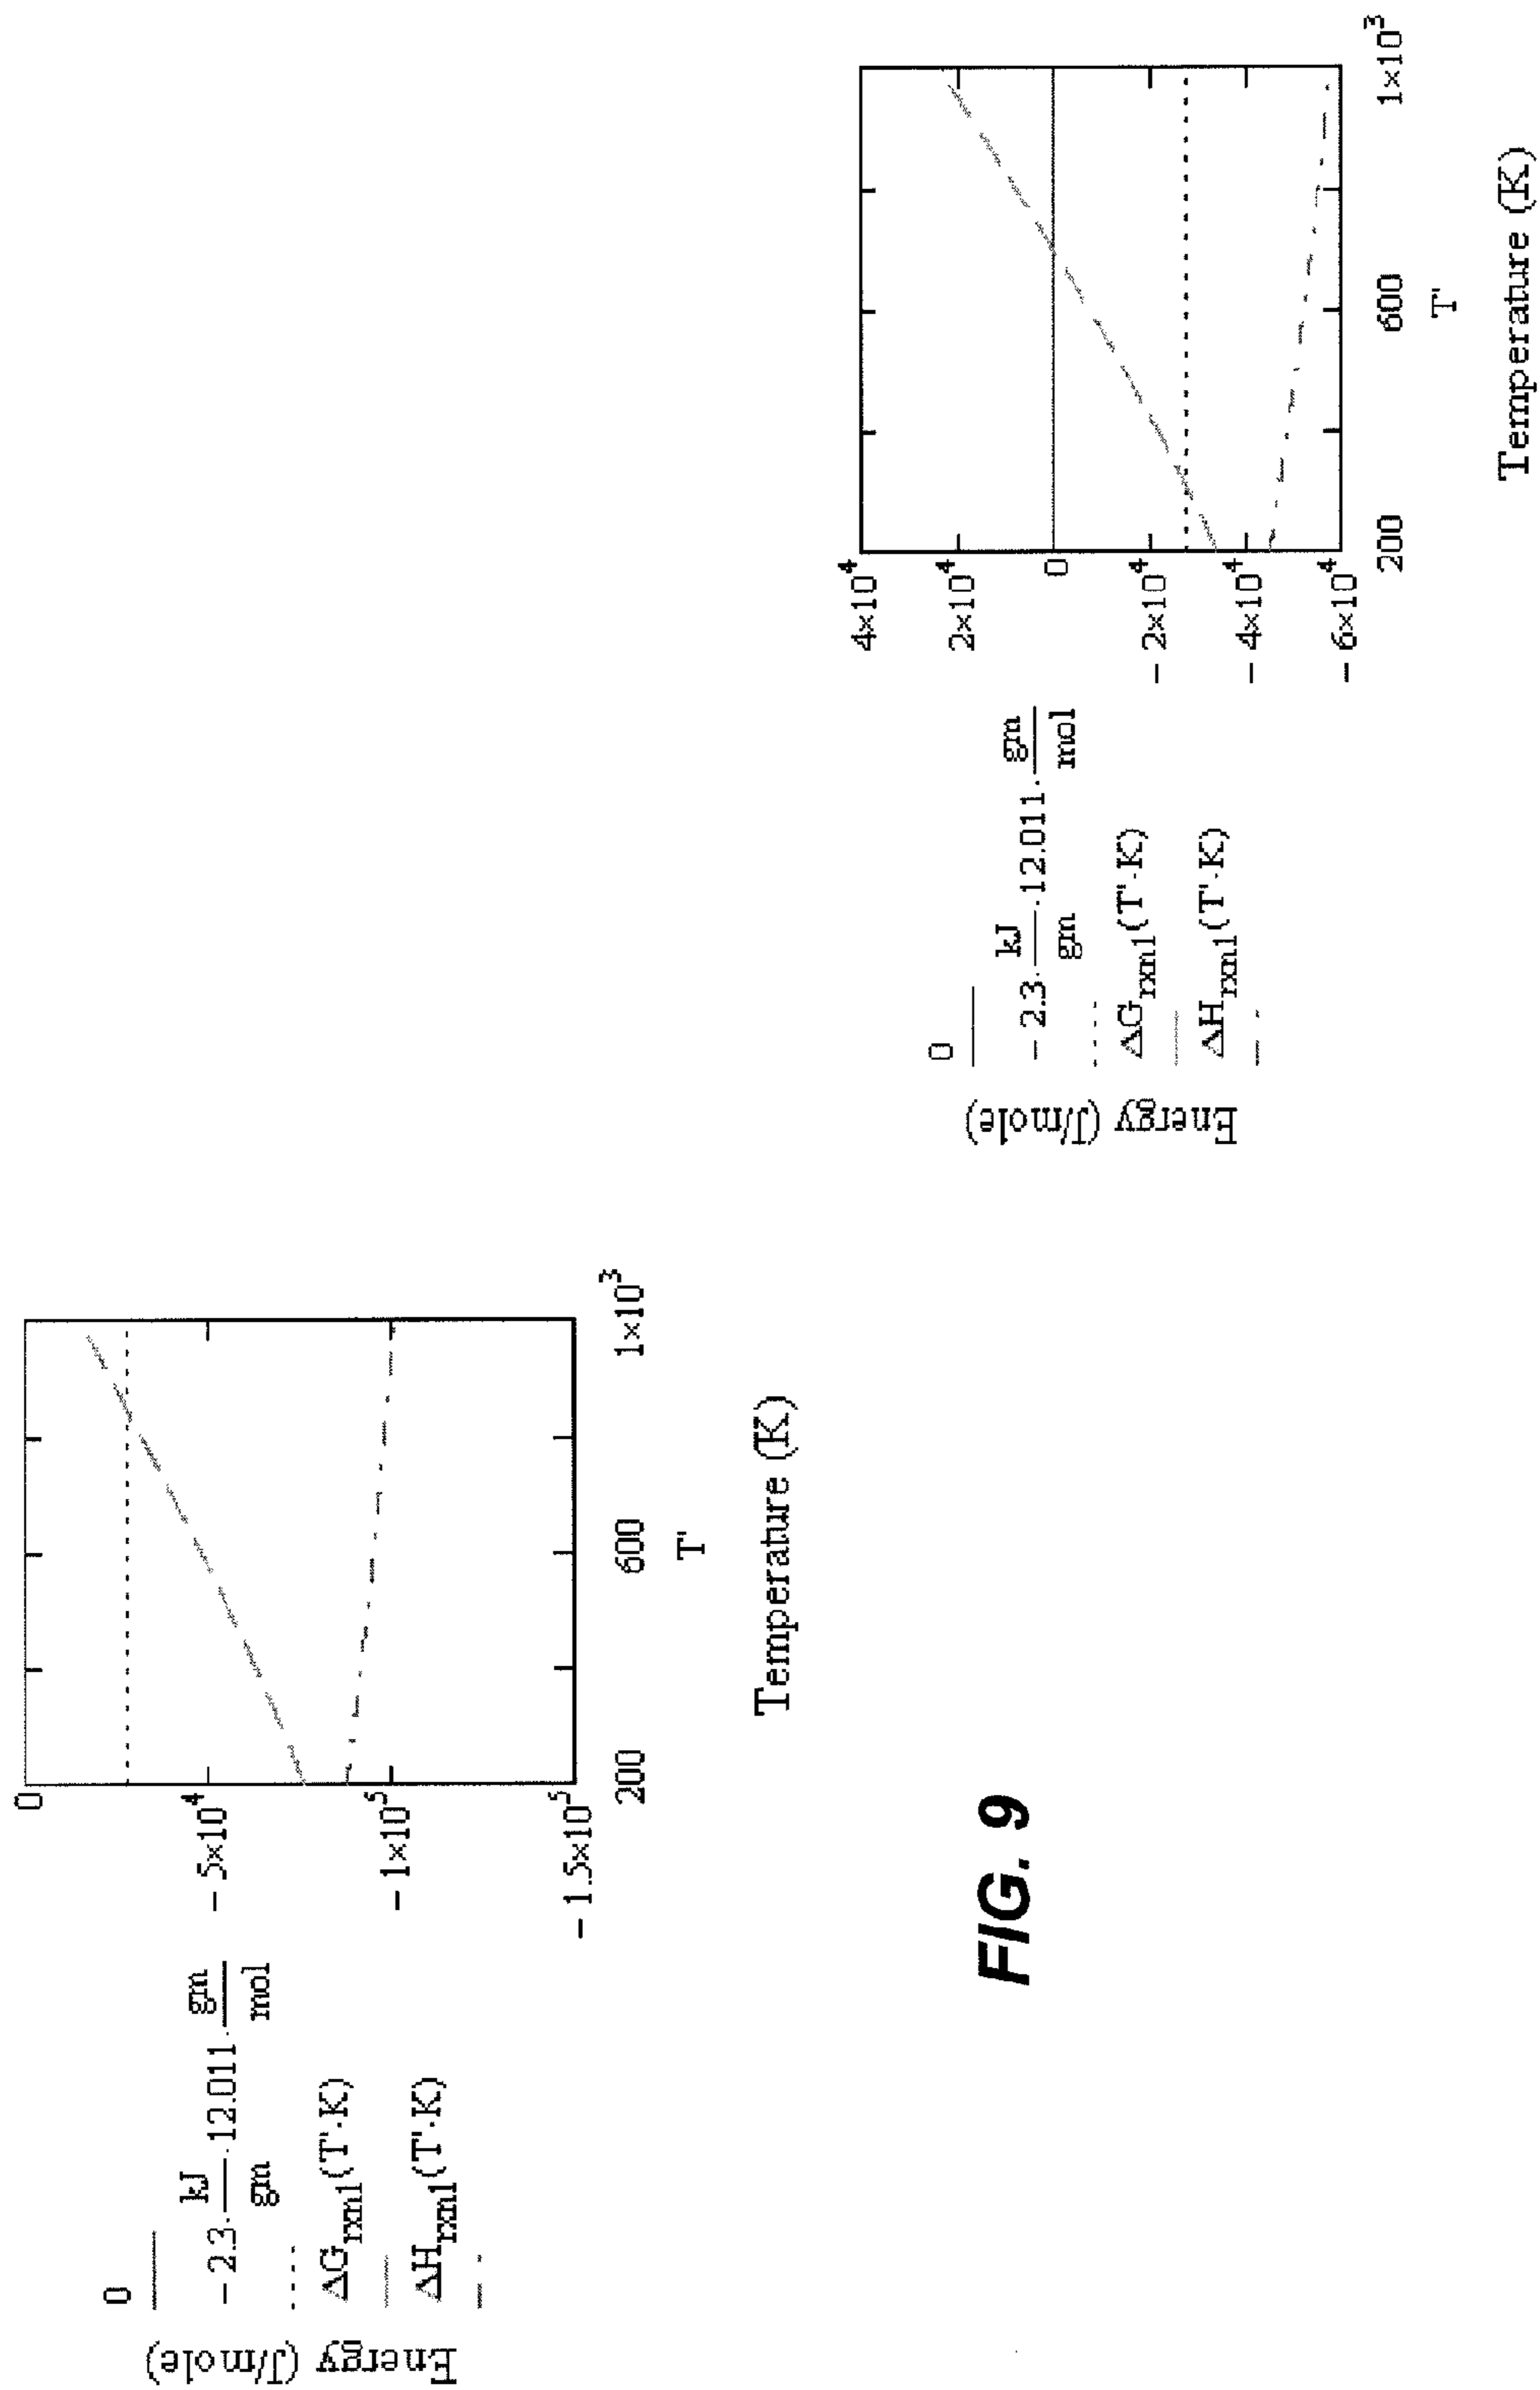 Energy (J/mole)
0
- 2.3 · kJ/gm · 12.011 · gm/mol
ΔG_rxn1(T'·K)
ΔH_rxn1(T'·K)
0
- 5×10^4
- 1×10^5
- 1.5×10^5
200
600
1×10^3
T'
Temperature (K)
Energy (J/mole)
0
- 2.3 · kJ/gm · 12.011 · gm/mol
ΔG_rxn1(T'·K)
ΔH_rxn1(T'·K)
4×10^4
2×10^4
0
- 2×10^4
- 4×10^4
- 6×10^4
200
600
1×10^3
T'
Temperature (K)
FIG. 9